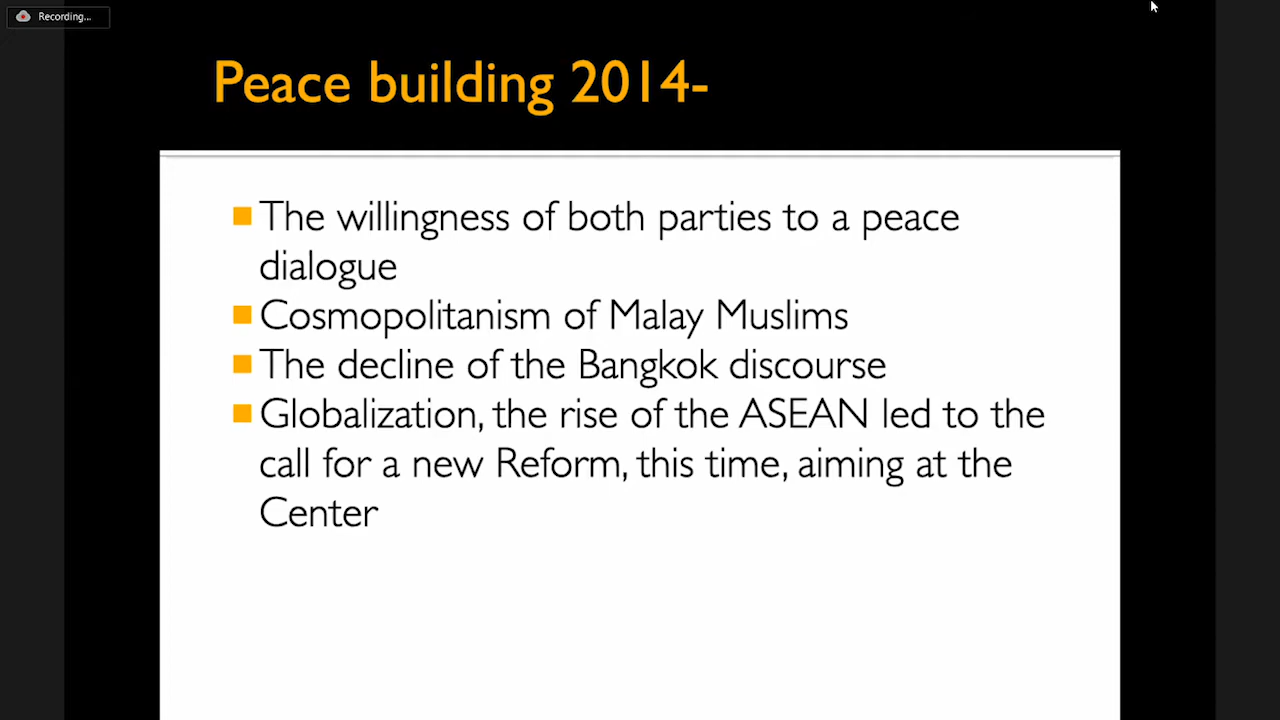 Recording...
Peace building 2014-
The willingness of both parties to a peace
dialogue
Cosmopolitanism of Malay Muslims
The decline of the Bangkok discourse
Globalization, the rise of the ASEAN led to the
call for a new Reform, this time, aiming at the
Center